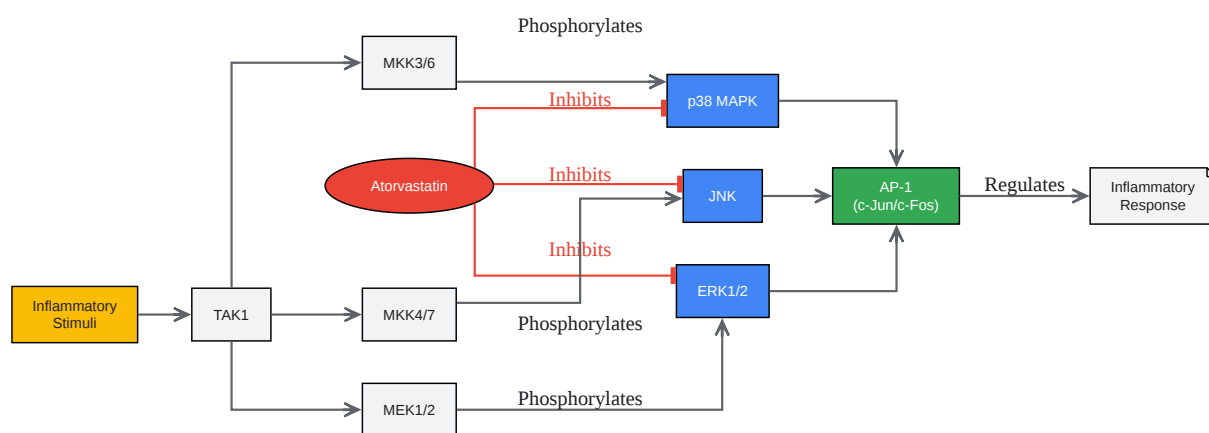 Phosphorylates
MKK3/6
p38 MAPK
Inhibits
Atorvastatin
Inhibits
JNK
AP-1
(c-Jun/c-Fos)
Regulates
Inflammatory
Response
Inhibits
ERK1/2
Inflammatory
Stimuli
TAK1
MKK4/7
Phosphorylates
MEK1/2
Phosphorylates